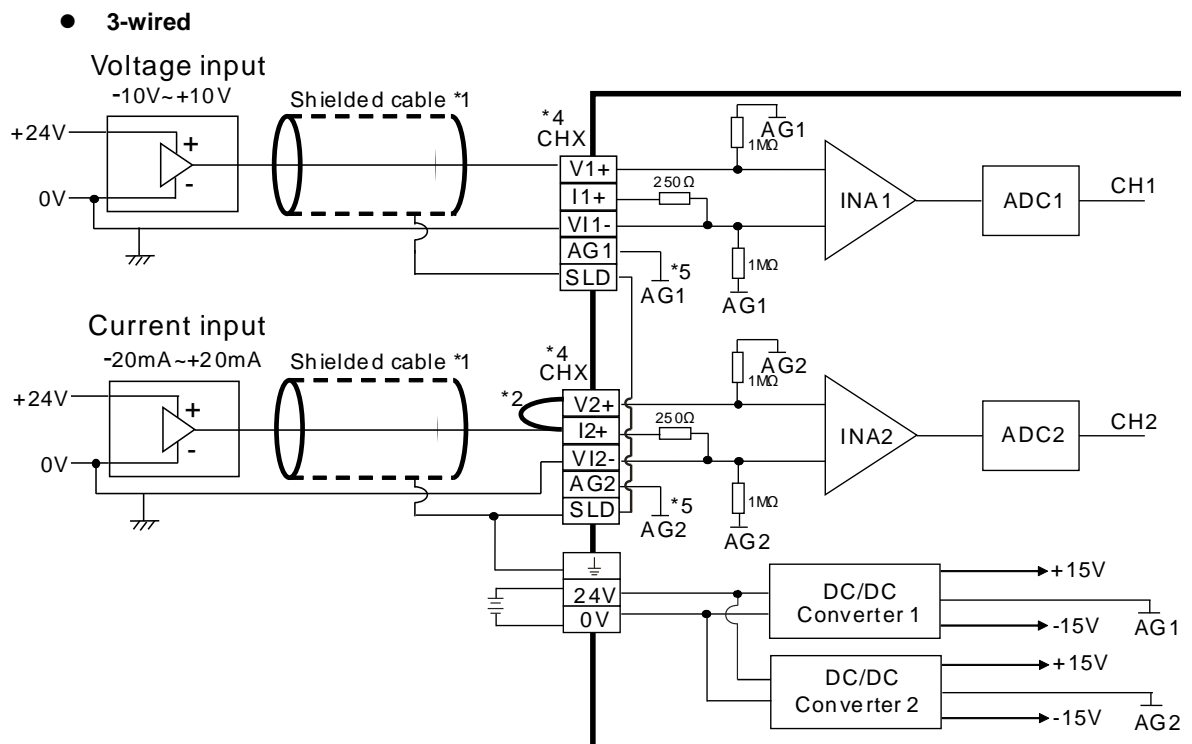 ● 3-wired
Voltage input
-10V~+10V
Shielded cable *1
*4
CHX
+24V
+
-
0V
V1+
I1+
VI1-
AG1
SLD
250Ω
AG1
1MΩ
1MΩ
AG1
*5
AG1
INA1
ADC1
CH1
Current input
-20mA~+20mA
Shielded cable *1
*4
CHX
+24V
+
-
0V
*2
V2+
I2+
VI2-
AG2
SLD
250Ω
AG2
1MΩ
1MΩ
AG2
*5
AG2
INA2
ADC2
CH2
24V
0V
DC/DC
Converter 1
+15V
-15V
AG1
DC/DC
Converter 2
+15V
-15V
AG2